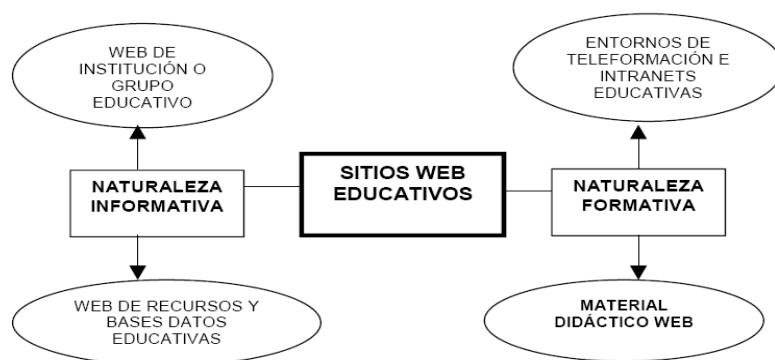 WEB DE
INSTITUCIÓN O
GRUPO
EDUCATIVO
ENTORNOS DE
TELEFORMACIÓN E
INTRANETS
EDUCATIVAS
SITIOS WEB
EDUCATIVOS
NATURALEZA
INFORMATIVA
NATURALEZA
FORMATIVA
WEB DE RECURSOS Y
BASES DATOS
EDUCATIVAS
MATERIAL
DIDÁCTICO WEB